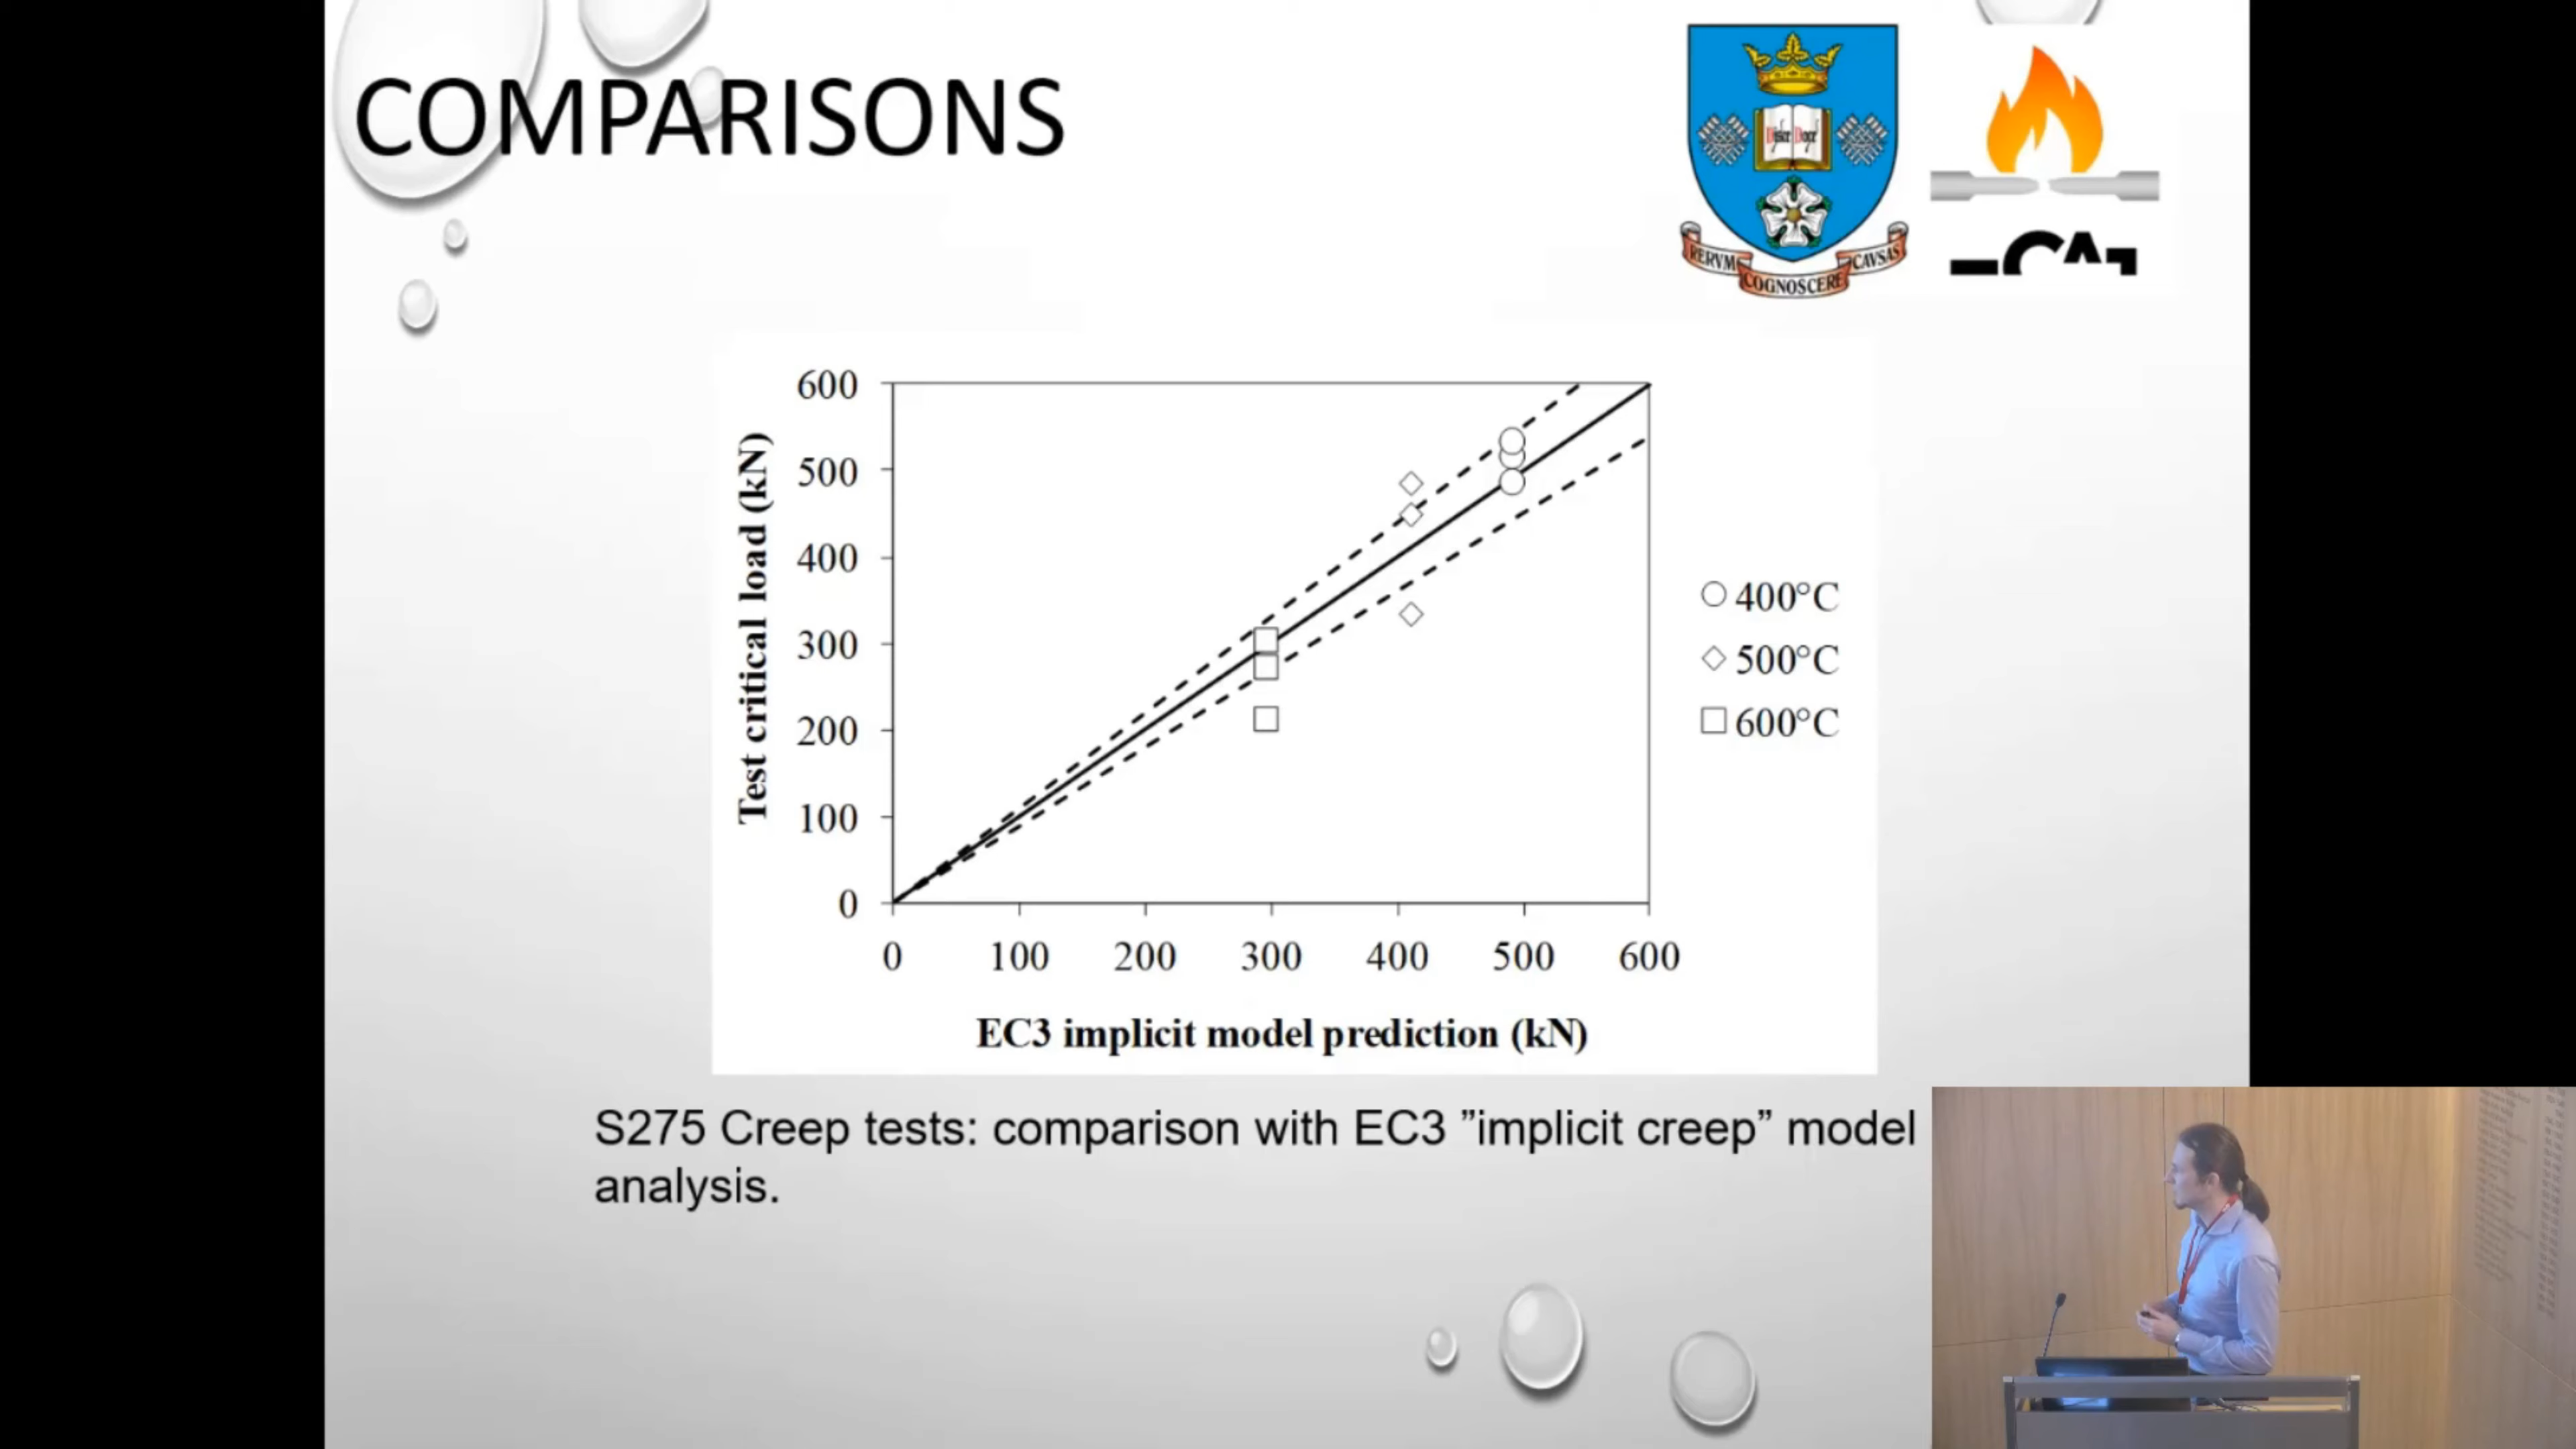 COMPARISONS
Disce Doce
RERVM
COGNOSCERE
CAVSAS
600
500
400
300
200
100
0
Test critical load (kN)
0 100 200 300 400 500 600
EC3 implicit model prediction (kN)
400°C
500°C
600°C
S275 Creep tests: comparison with EC3 ”implicit creep” model
analysis.